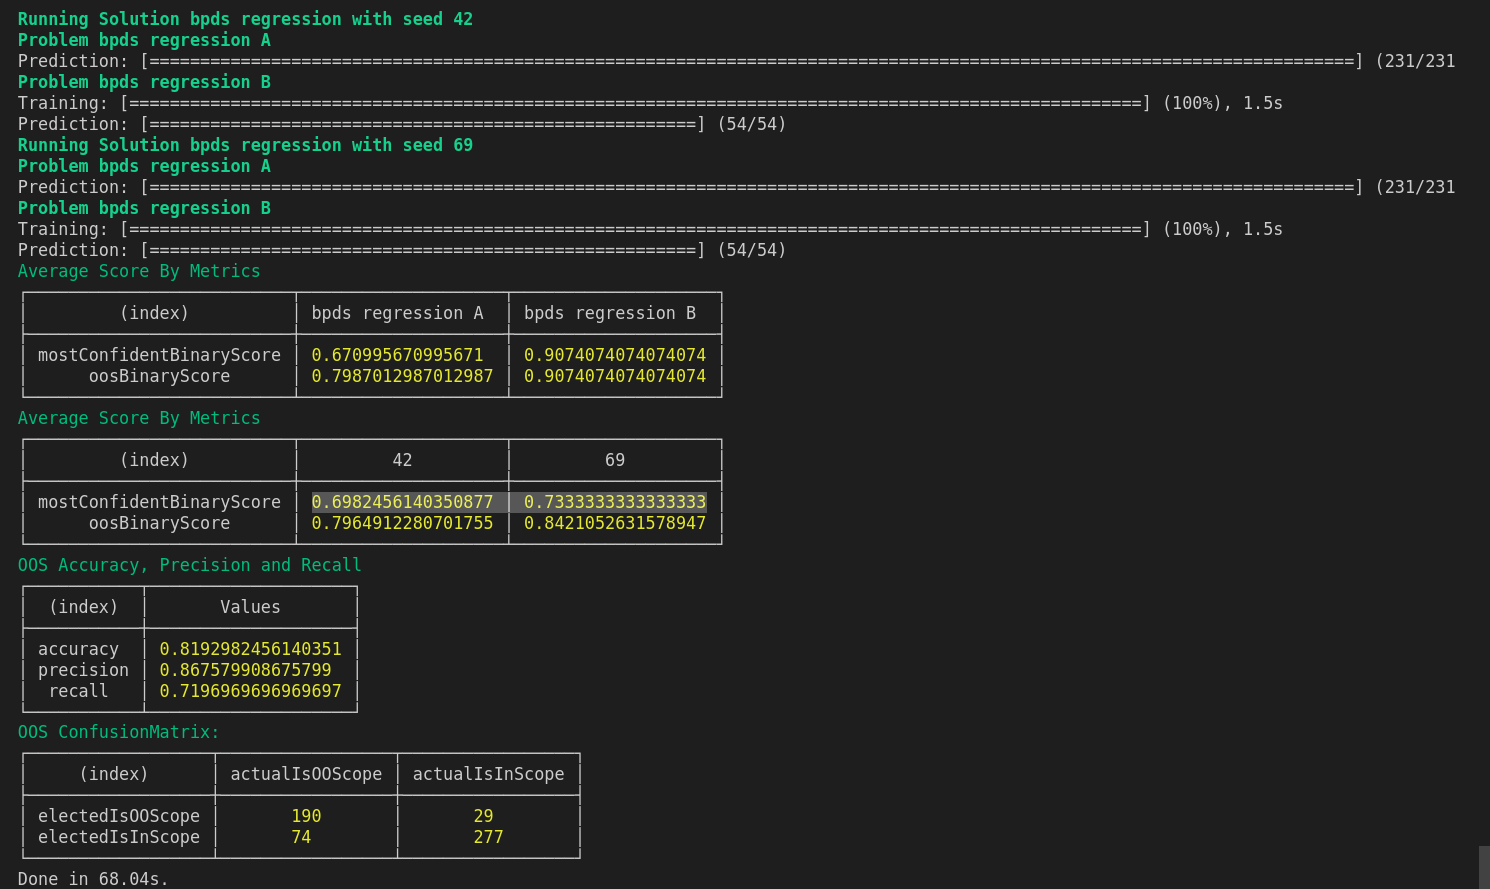 Running Solution bpds regression with seed 42
Problem bpds regression A
Prediction: [=======================================================================================================================] (231/231
Problem bpds regression B
Training: [====================================================================================================] (100%), 1.5s
Prediction: [======================================================] (54/54)
Running Solution bpds regression with seed 69
Problem bpds regression A
Prediction: [=======================================================================================================================] (231/231
Problem bpds regression B
Training: [====================================================================================================] (100%), 1.5s
Prediction: [======================================================] (54/54)
Average Score By Metrics
(index) bpds regression A bpds regression B
mostConfidentBinaryScore 0.670995670995671 0.9074074074074074
oosBinaryScore 0.7987012987012987 0.9074074074074074
Average Score By Metrics
(index) 42 69
mostConfidentBinaryScore 0.6982456140350877 0.7333333333333333
oosBinaryScore 0.7964912280701755 0.8421052631578947
OOS Accuracy, Precision and Recall
(index) Values
accuracy 0.8192982456140351
precision 0.867579908675799
recall 0.7196969696969697
OOS ConfusionMatrix:
(index) actualIsOOScope actualIsInScope
electedIsOOScope 190 29
electedIsInScope 74 277
Done in 68.04s.